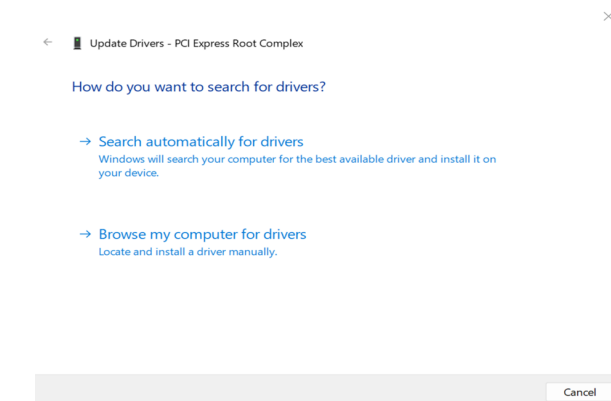 Update Drivers - PCI Express Root Complex
How do you want to search for drivers?
Search automatically for drivers
Windows will search your computer for the best available driver and install it on
your device.
Browse my computer for drivers
Locate and install a driver manually.
Cancel